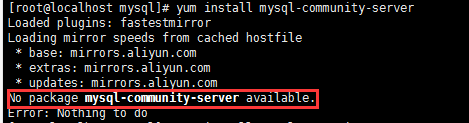 [root@localhost mysql]# yum install mysql-community-server
Loaded plugins: fastestmirror
Loading mirror speeds from cached hostfile
 * base: mirrors.aliyun.com
 * extras: mirrors.aliyun.com
 * updates: mirrors.aliyun.com
No package mysql-community-server available.
Error: Nothing to do